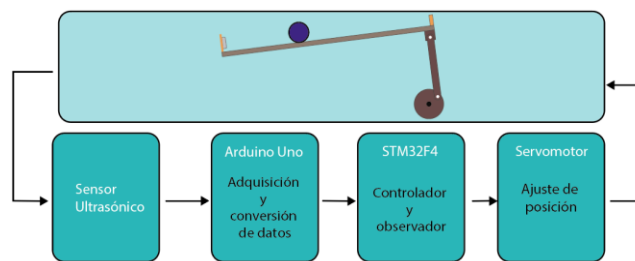 Sensor
Ultrasónico
Arduino Uno
Adquisición
y
conversión
de datos
STM32F4
Controlador
y
observador
Servomotor
Ajuste de
posición